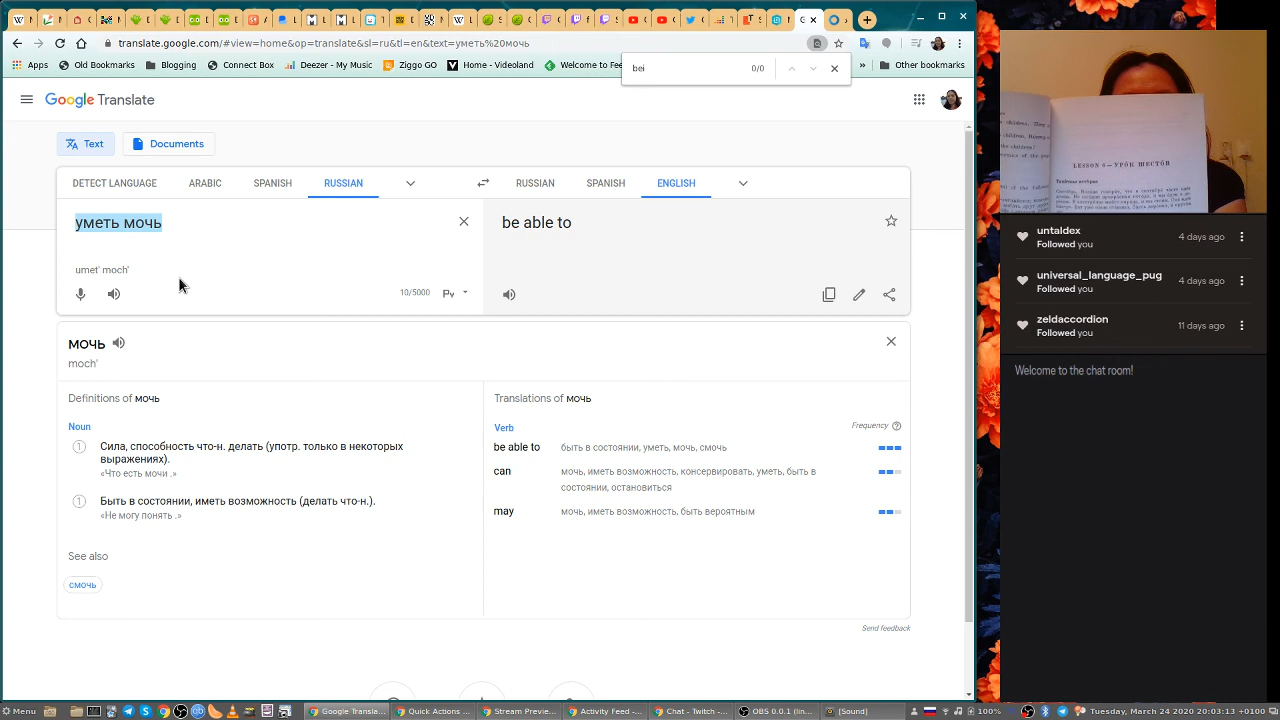 translate.google.com/?view=home&op=translate&sl=ru&tl=en&text=уметь%20мочь
Apps
Old Bookmarks
Blogging
Connect Box
Deezer - My Music
Ziggo GO
Home - Videoland
Welcome to Fee
»
Other bookmarks
bei
0/0
Google Translate
Text
Documents
DETECT LANGUAGE
ARABIC
SPANISH
RUSSIAN
RUSSIAN
SPANISH
ENGLISH
уметь мочь
be able to
umet' moch'
10/5000
мочь
moch'
Definitions of мочь
Translations of мочь
Noun
1 Сила, способность что-н. делать (употр. только в некоторых
выражениях).
«Что есть мочи .»
1 Быть в состоянии, иметь возможность (делать что-н.).
«Не могу понять .»
See also
смочь
Frequency
Verb
be able to быть в состоянии, уметь, мочь, смочь
can мочь, иметь возможность, консервировать, уметь, быть в
состоянии, остановиться
may мочь, иметь возможность, быть вероятным
Send feedback
LESSON 6 — УРÓК ШЕСТÓЙ
untaldex
Followed you
4 days ago
universal_language_pug
Followed you
4 days ago
zeldaccordion
Followed you
11 days ago
Welcome to the chat room!
Menu
Google Transla...
Quick Actions ...
Stream Preview...
Activity Feed -...
Chat - Twitch -...
OBS 0.0.1 (lin...
[Sound]
100%
Tuesday, March 24 2020 20:03:13 +0100